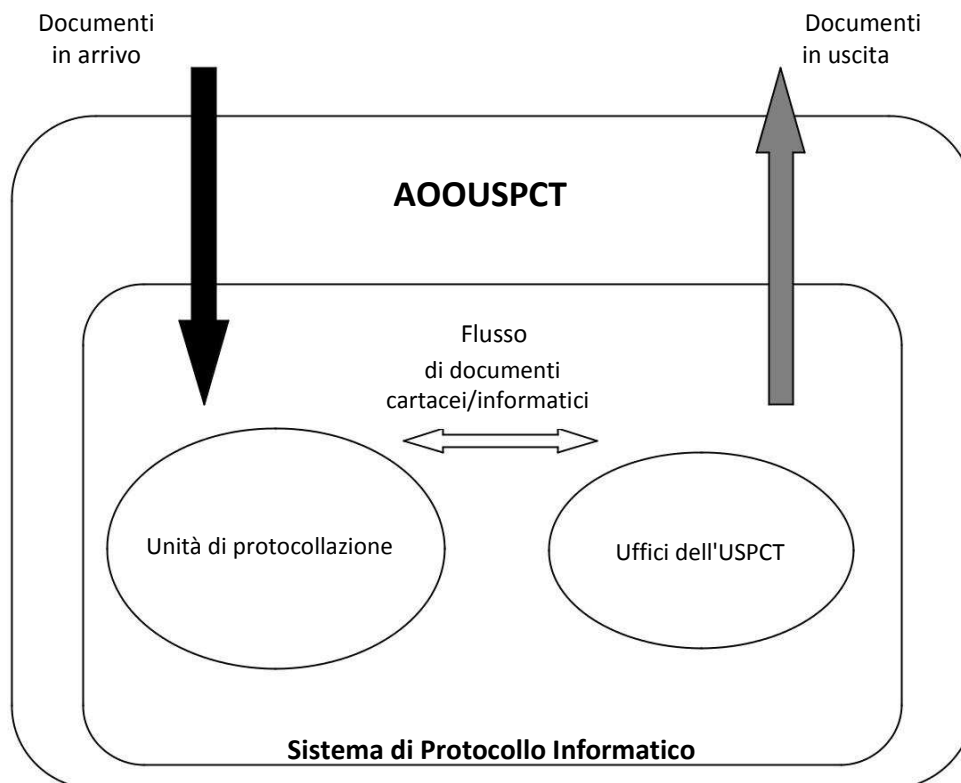 Documenti
in arrivo
Documenti
in uscita
AOOUSPCT
Flusso
di documenti
cartacei/informatici
Unità di protocollazione
Uffici dell'USPCT
Sistema di Protocollo Informatico